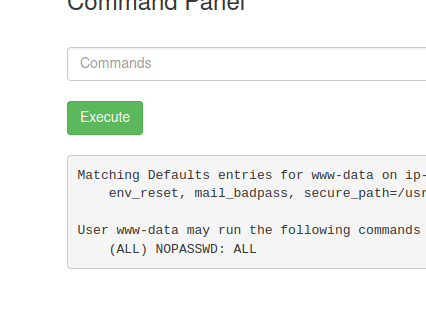 Command Panel
Commands
Execute
Matching Defaults entries for www-data on ip-
env_reset, mail_badpass, secure_path=/usr
User www-data may run the following commands
(ALL) NOPASSWD: ALL